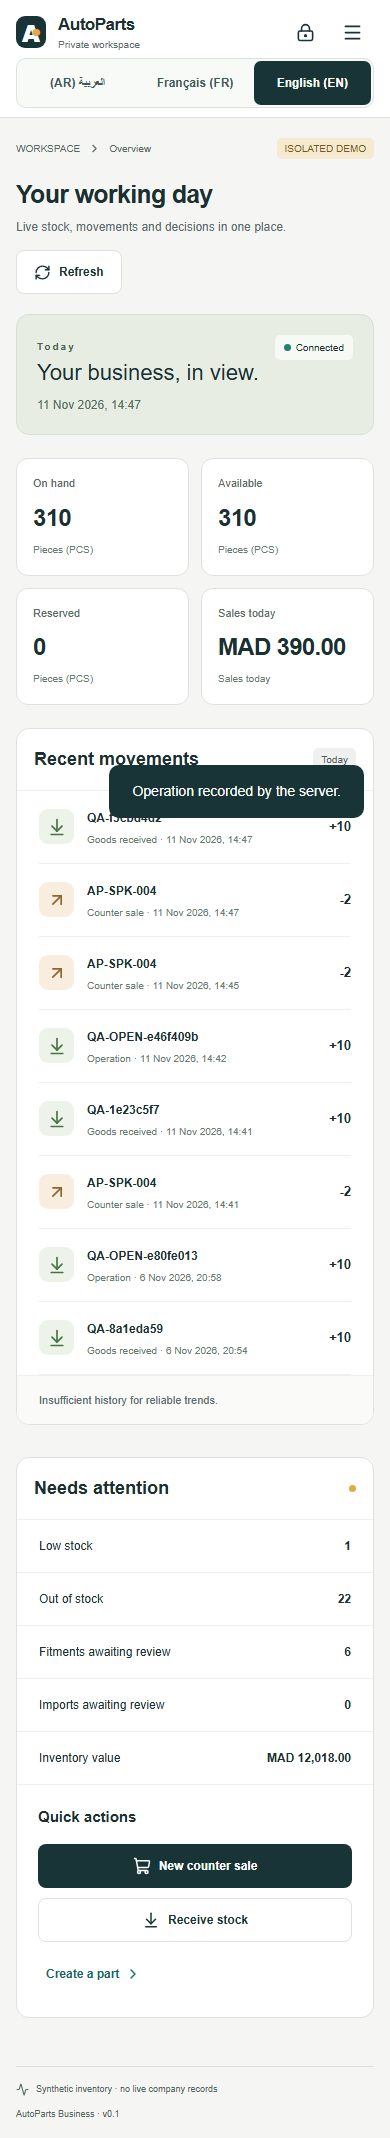 AutoParts
Private workspace
العربية (AR)
Français (FR)
English (EN)
WORKSPACE > Overview
ISOLATED DEMO
Your working day
Live stock, movements and decisions in one place.
Refresh
Today
Connected
Your business, in view.
11 Nov 2026, 14:47
On hand
310
Pieces (PCS)
Available
310
Pieces (PCS)
Reserved
0
Pieces (PCS)
Sales today
MAD 390.00
Sales today
Recent movements
Today
Operation recorded by the server.
+10
Goods received · 11 Nov 2026, 14:47
AP-SPK-004
-2
Counter sale · 11 Nov 2026, 14:47
AP-SPK-004
-2
Counter sale · 11 Nov 2026, 14:45
QA-OPEN-e46f409b
+10
Operation · 11 Nov 2026, 14:42
QA-1e23c5f7
+10
Goods received · 11 Nov 2026, 14:41
AP-SPK-004
-2
Counter sale · 11 Nov 2026, 14:41
QA-OPEN-e80fe013
+10
Operation · 6 Nov 2026, 20:58
QA-8a1eda59
+10
Goods received · 6 Nov 2026, 20:54
Insufficient history for reliable trends.
Needs attention
Low stock 1
Out of stock 22
Fitments awaiting review 6
Imports awaiting review 0
Inventory value MAD 12,018.00
Quick actions
New counter sale
Receive stock
Create a part
Synthetic inventory · no live company records
AutoParts Business · v0.1